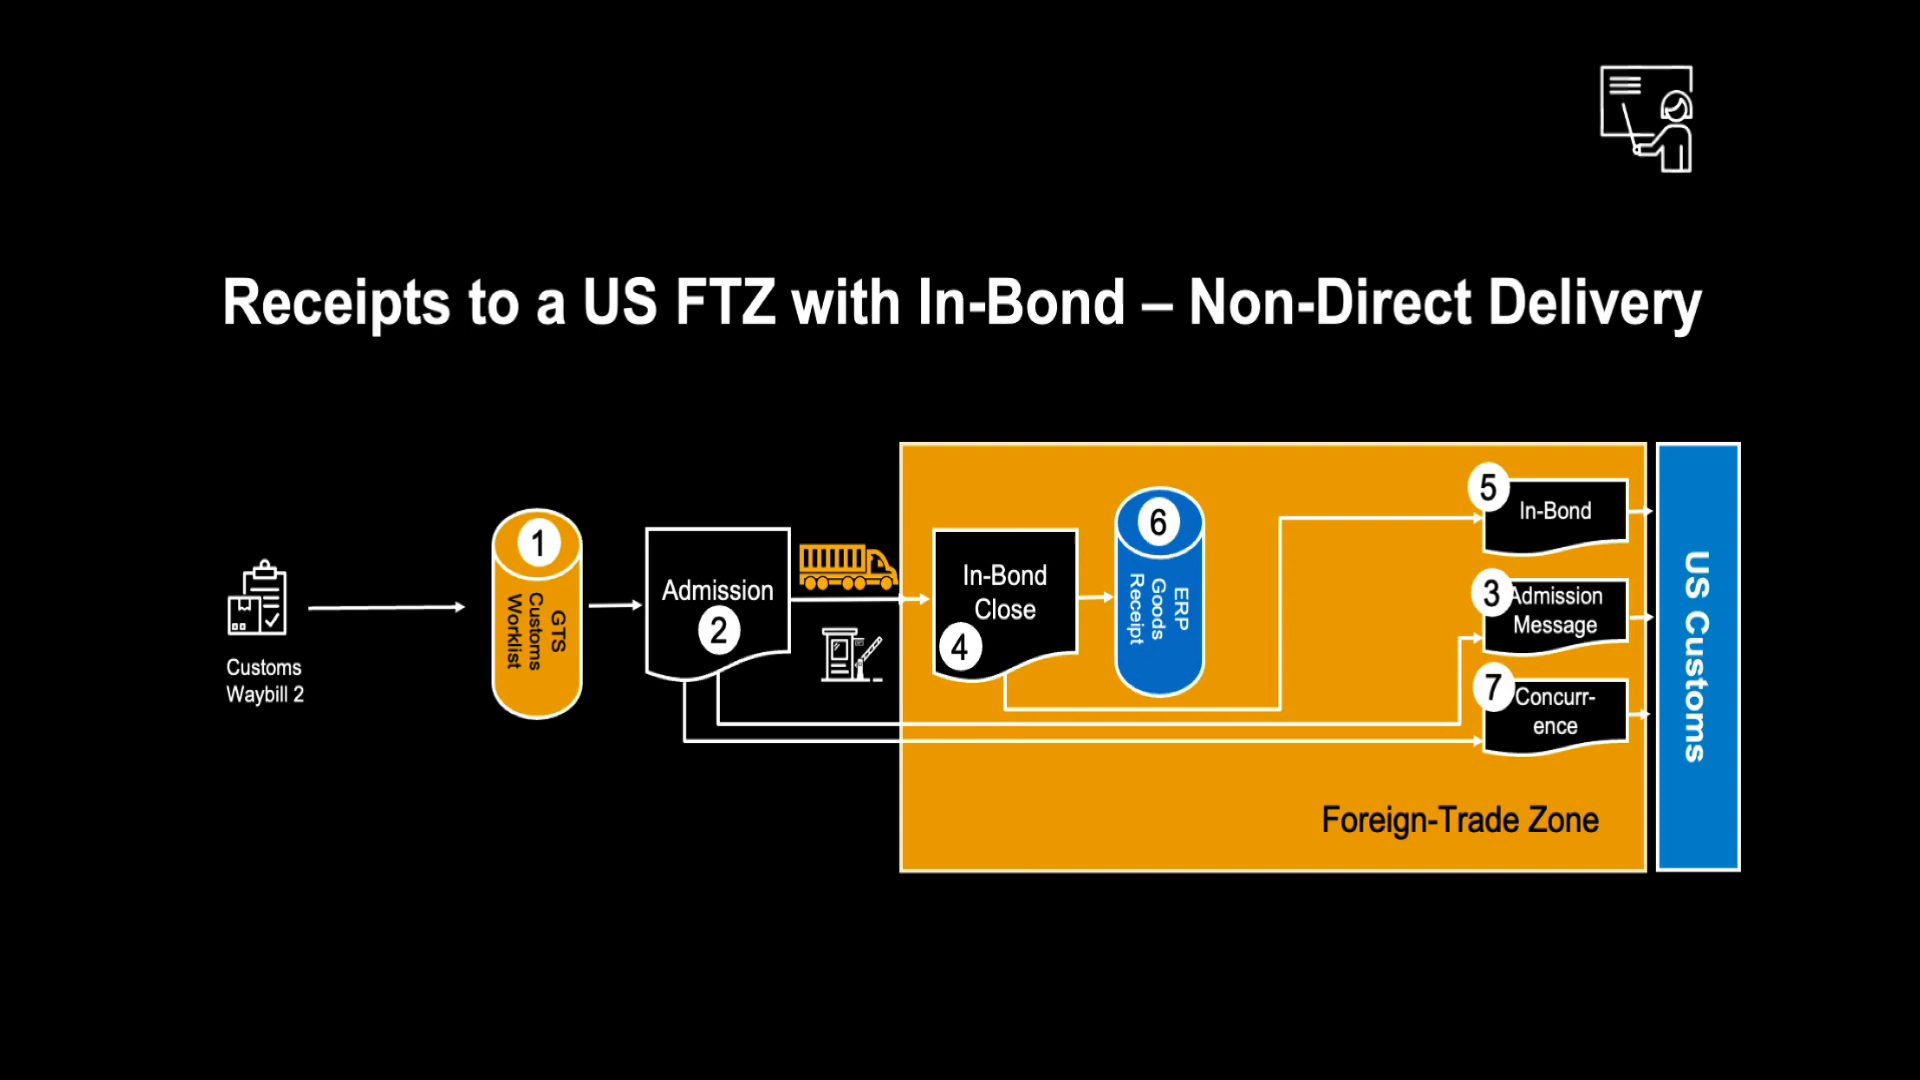 Receipts to a US FTZ with In-Bond – Non-Direct Delivery
Customs
Waybill 2
1
GTS
Customs
Worklist
Admission
2
In-Bond
Close
4
6
ERP
Goods
Receipt
5
In-Bond
3
Admission
Message
7
Concurr-
ence
Foreign-Trade Zone
US Customs